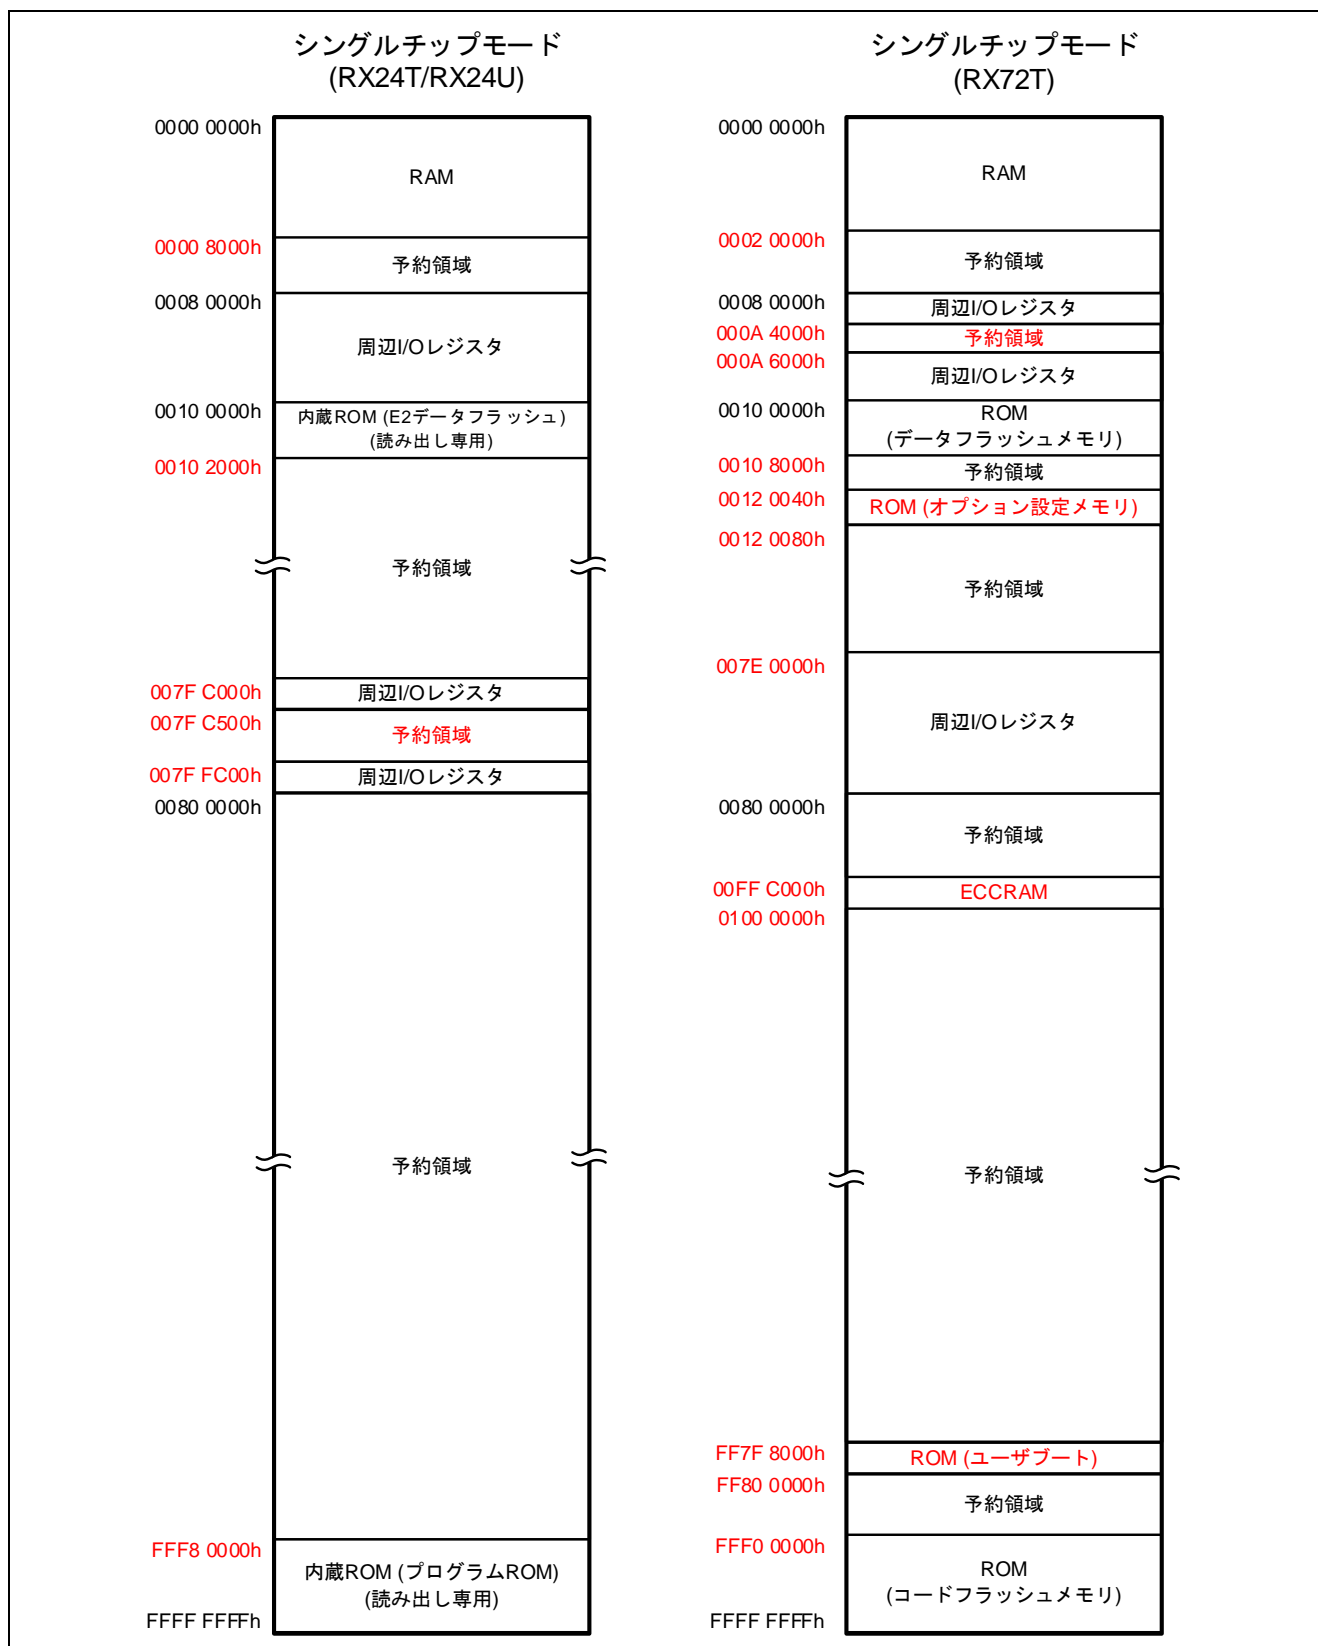 シングルチップモード
(RX24T/RX24U)
0000 0000h
RAM
0000 8000h
予約領域
0008 0000h
周辺I/Oレジスタ
0010 0000h
内蔵ROM (E2データフラッシュ)
(読み出し専用)
0010 2000h
予約領域
007F C000h
周辺I/Oレジスタ
007F C500h
予約領域
007F FC00h
周辺I/Oレジスタ
0080 0000h
予約領域
FFF8 0000h
内蔵ROM (プログラムROM)
(読み出し専用)
FFFF FFFFh
シングルチップモード
(RX72T)
0000 0000h
RAM
0002 0000h
予約領域
0008 0000h
周辺I/Oレジスタ
000A 4000h
予約領域
000A 6000h
周辺I/Oレジスタ
0010 0000h
ROM
(データフラッシュメモリ)
0010 8000h
予約領域
0012 0040h
ROM (オプション設定メモリ)
0012 0080h
予約領域
007E 0000h
周辺I/Oレジスタ
0080 0000h
予約領域
00FF C000h
ECCRAM
0100 0000h
予約領域
FF7F 8000h
ROM (ユーザブート)
FF80 0000h
予約領域
FFF0 0000h
ROM
(コードフラッシュメモリ)
FFFF FFFFh